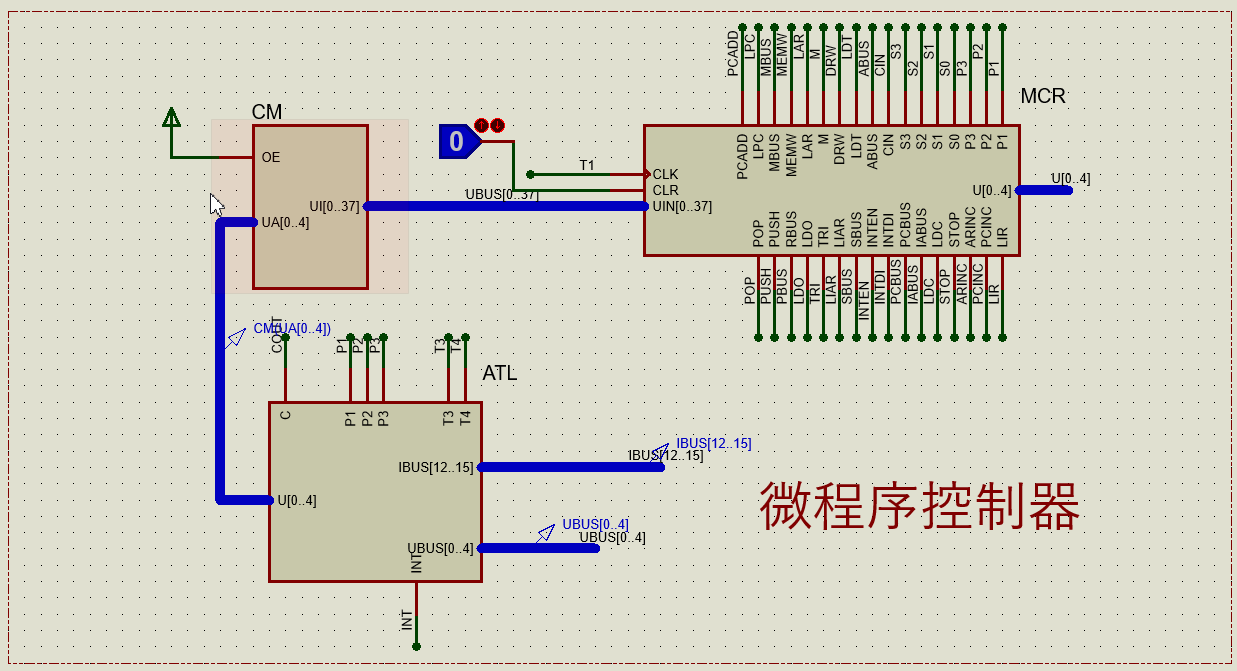 PCADD LPC MBUS MEMW LAR M DRW LDT ABUS CIN S3 S2 S1 S0 P3 P2 P1
MCR
CM
OE
UI[0..37]
UA[0..4]
0
T1
UBUS[0..37]
CLK
CLR
UIN[0..37]
PCADD LPC MBUS MEMW LAR M DRW LDT ABUS CIN S3 S2 S1 S0 P3 P2 P1
U[0..4]
U[0..4]
POP PUSH RBUS LDO TRI LIAR SBUS INTEN INTDI PCBUS IABUS LDC STOP ARINC PCINC LIR
POP PUSH PBUS LDO TRI LIAR SBUS INTEN INTDI PCBUS IABUS LDC STOP ARINC PCINC LIR
CM(UA[0..4])
COUT P1 P2 P3 T3 T4
ATL
C P1 P2 P3 T3 T4
IBUS[12..15]
IBUS[12..15]
IBUS[12..15]
U[0..4]
UBUS[0..4]
UBUS[0..4]
UBUS[0..4]
INT
INT
微程序控制器